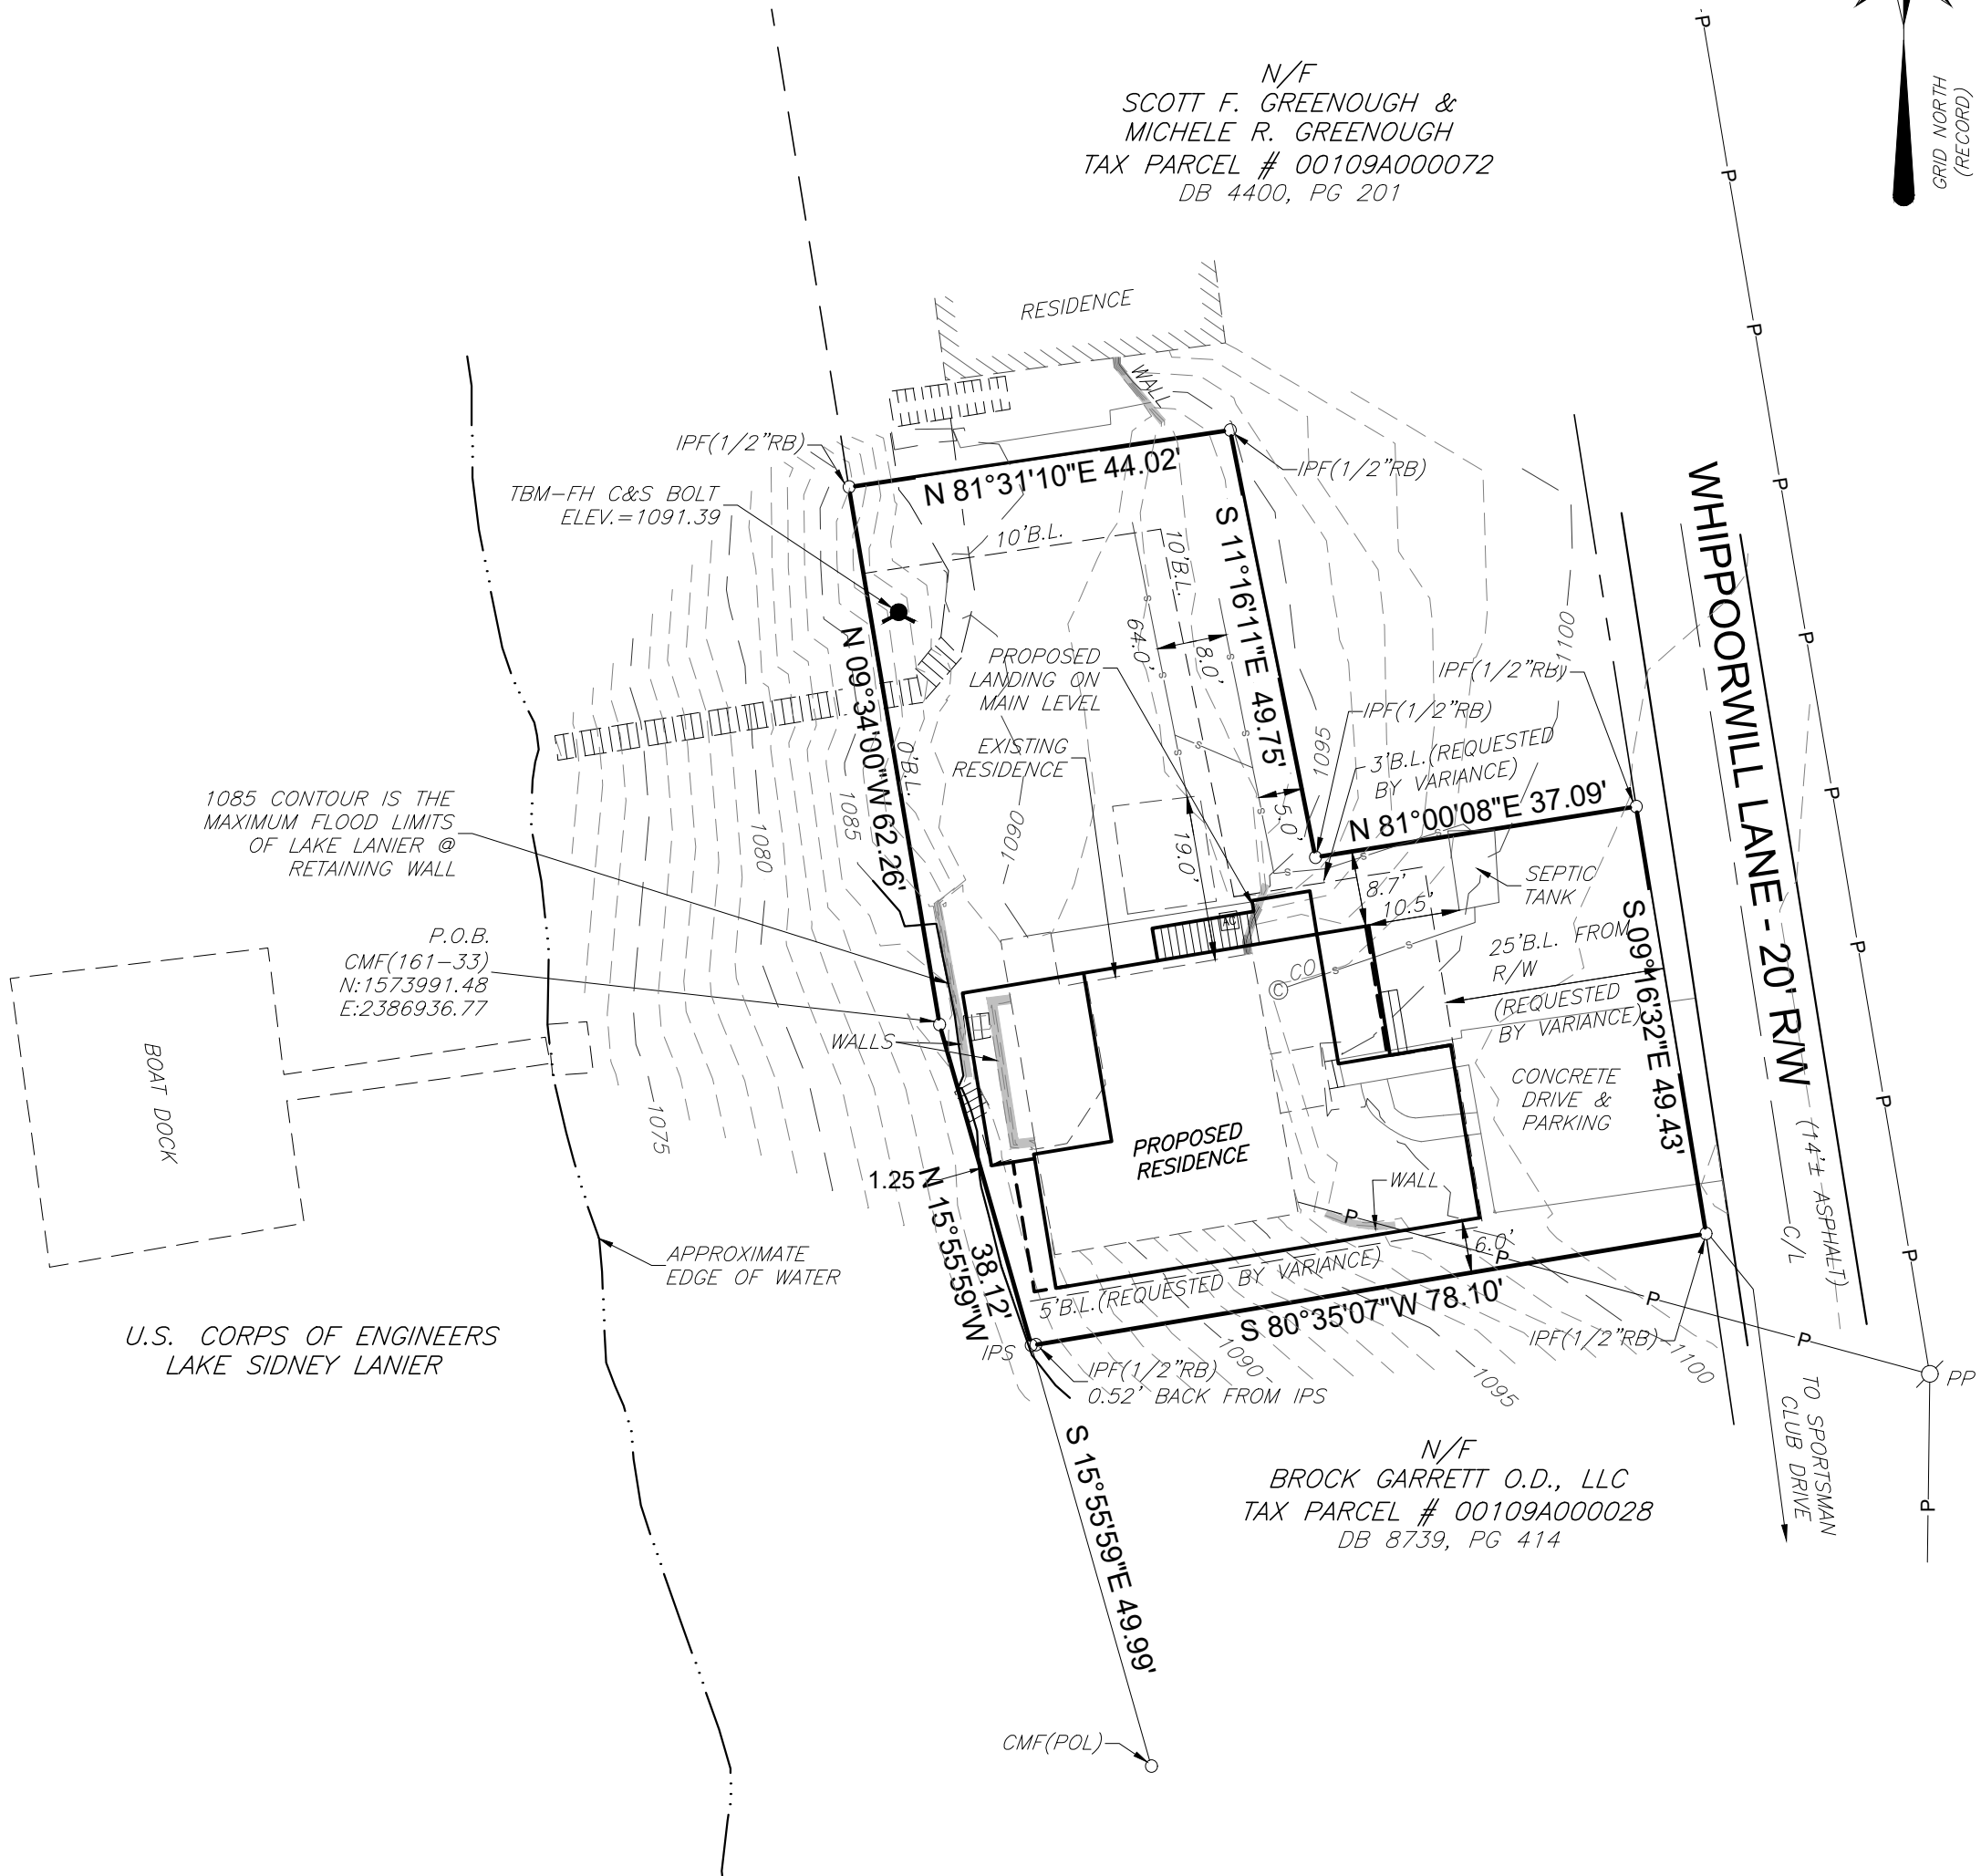 GRID NORTH
(RECORD)
N/F
SCOTT F. GREENOUGH &
MICHELE R. GREENOUGH
TAX PARCEL # 00109A000072
DB 4400, PG 201
P
P
P
P
P
P
P
P
P
P
RESIDENCE
WALL
IPF(1/2"RB)
IPF(1/2"RB)
N 81°31'10"E 44.02'
TBM-FH C&S BOLT
ELEV.=1091.39
10'B.L.
10'B.L.
S 11°16'11"E 49.75'
WHIPPOORWILL LANE - 20' R/W
(14'± ASPHALT)
C/L
1100
64.0'
8.0'
N 09°34'00"W 62.26'
0'B.L.
PROPOSED
LANDING ON
MAIN LEVEL
IPF(1/2"RB)
IPF(1/2"RB)
EXISTING
RESIDENCE
1095
3'B.L.(REQUESTED
BY VARIANCE)
N 81°00'08"E 37.09'
5.0'
19.0'
1085 CONTOUR IS THE
MAXIMUM FLOOD LIMITS
OF LAKE LANIER @
RETAINING WALL
1080
1085
1090
8.7'
10.5'
SEPTIC
TANK
AC
S 09°16'32"E 49.43'
P.O.B.
CMF(161-33)
N:1573991.48
E:2386936.77
CO
C
25'B.L. FROM
R/W
(REQUESTED
BY VARIANCE)
s
s
s
s
s
s
s
s
s
s
s
s
WALLS
BOAT DOCK
1075
CONCRETE
DRIVE &
PARKING
PROPOSED
RESIDENCE
1.25
WALL
N 15°55'59"W
38.12'
P
P
P
P
6.0'
APPROXIMATE
EDGE OF WATER
5'B.L.(REQUESTED BY VARIANCE)
S 80°35'07"W 78.10'
U.S. CORPS OF ENGINEERS
LAKE SIDNEY LANIER
IPS
IPF(1/2"RB)
0.52' BACK FROM IPS
1090
1095
IPF(1/2"RB)
1100
PP
TO SPORTSMAN
CLUB DRIVE
P
S 15°55'59"E 49.99'
N/F
BROCK GARRETT O.D., LLC
TAX PARCEL # 00109A000028
DB 8739, PG 414
CMF(POL)